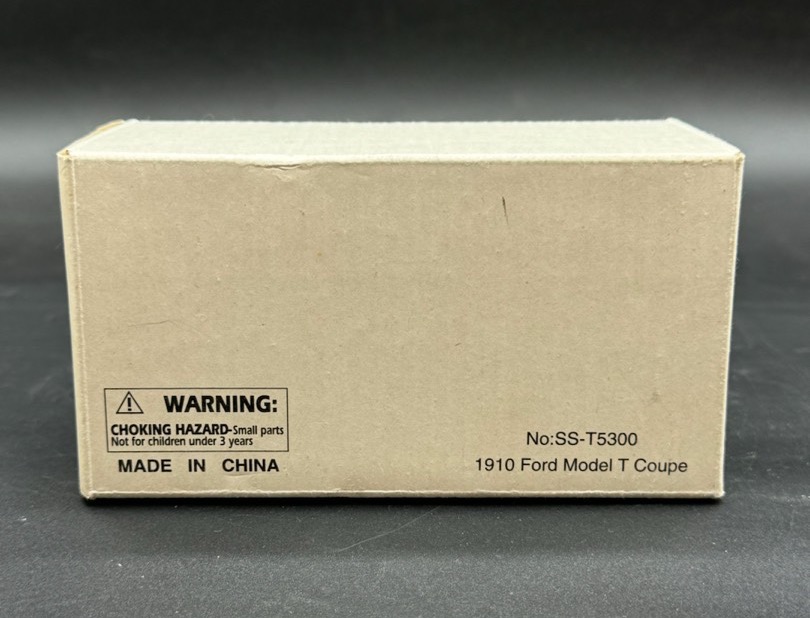 WARNING:
CHOKING HAZARD-Small parts
Not for children under 3 years
MADE IN CHINA
No:SS-T5300
1910 Ford Model T Coupe